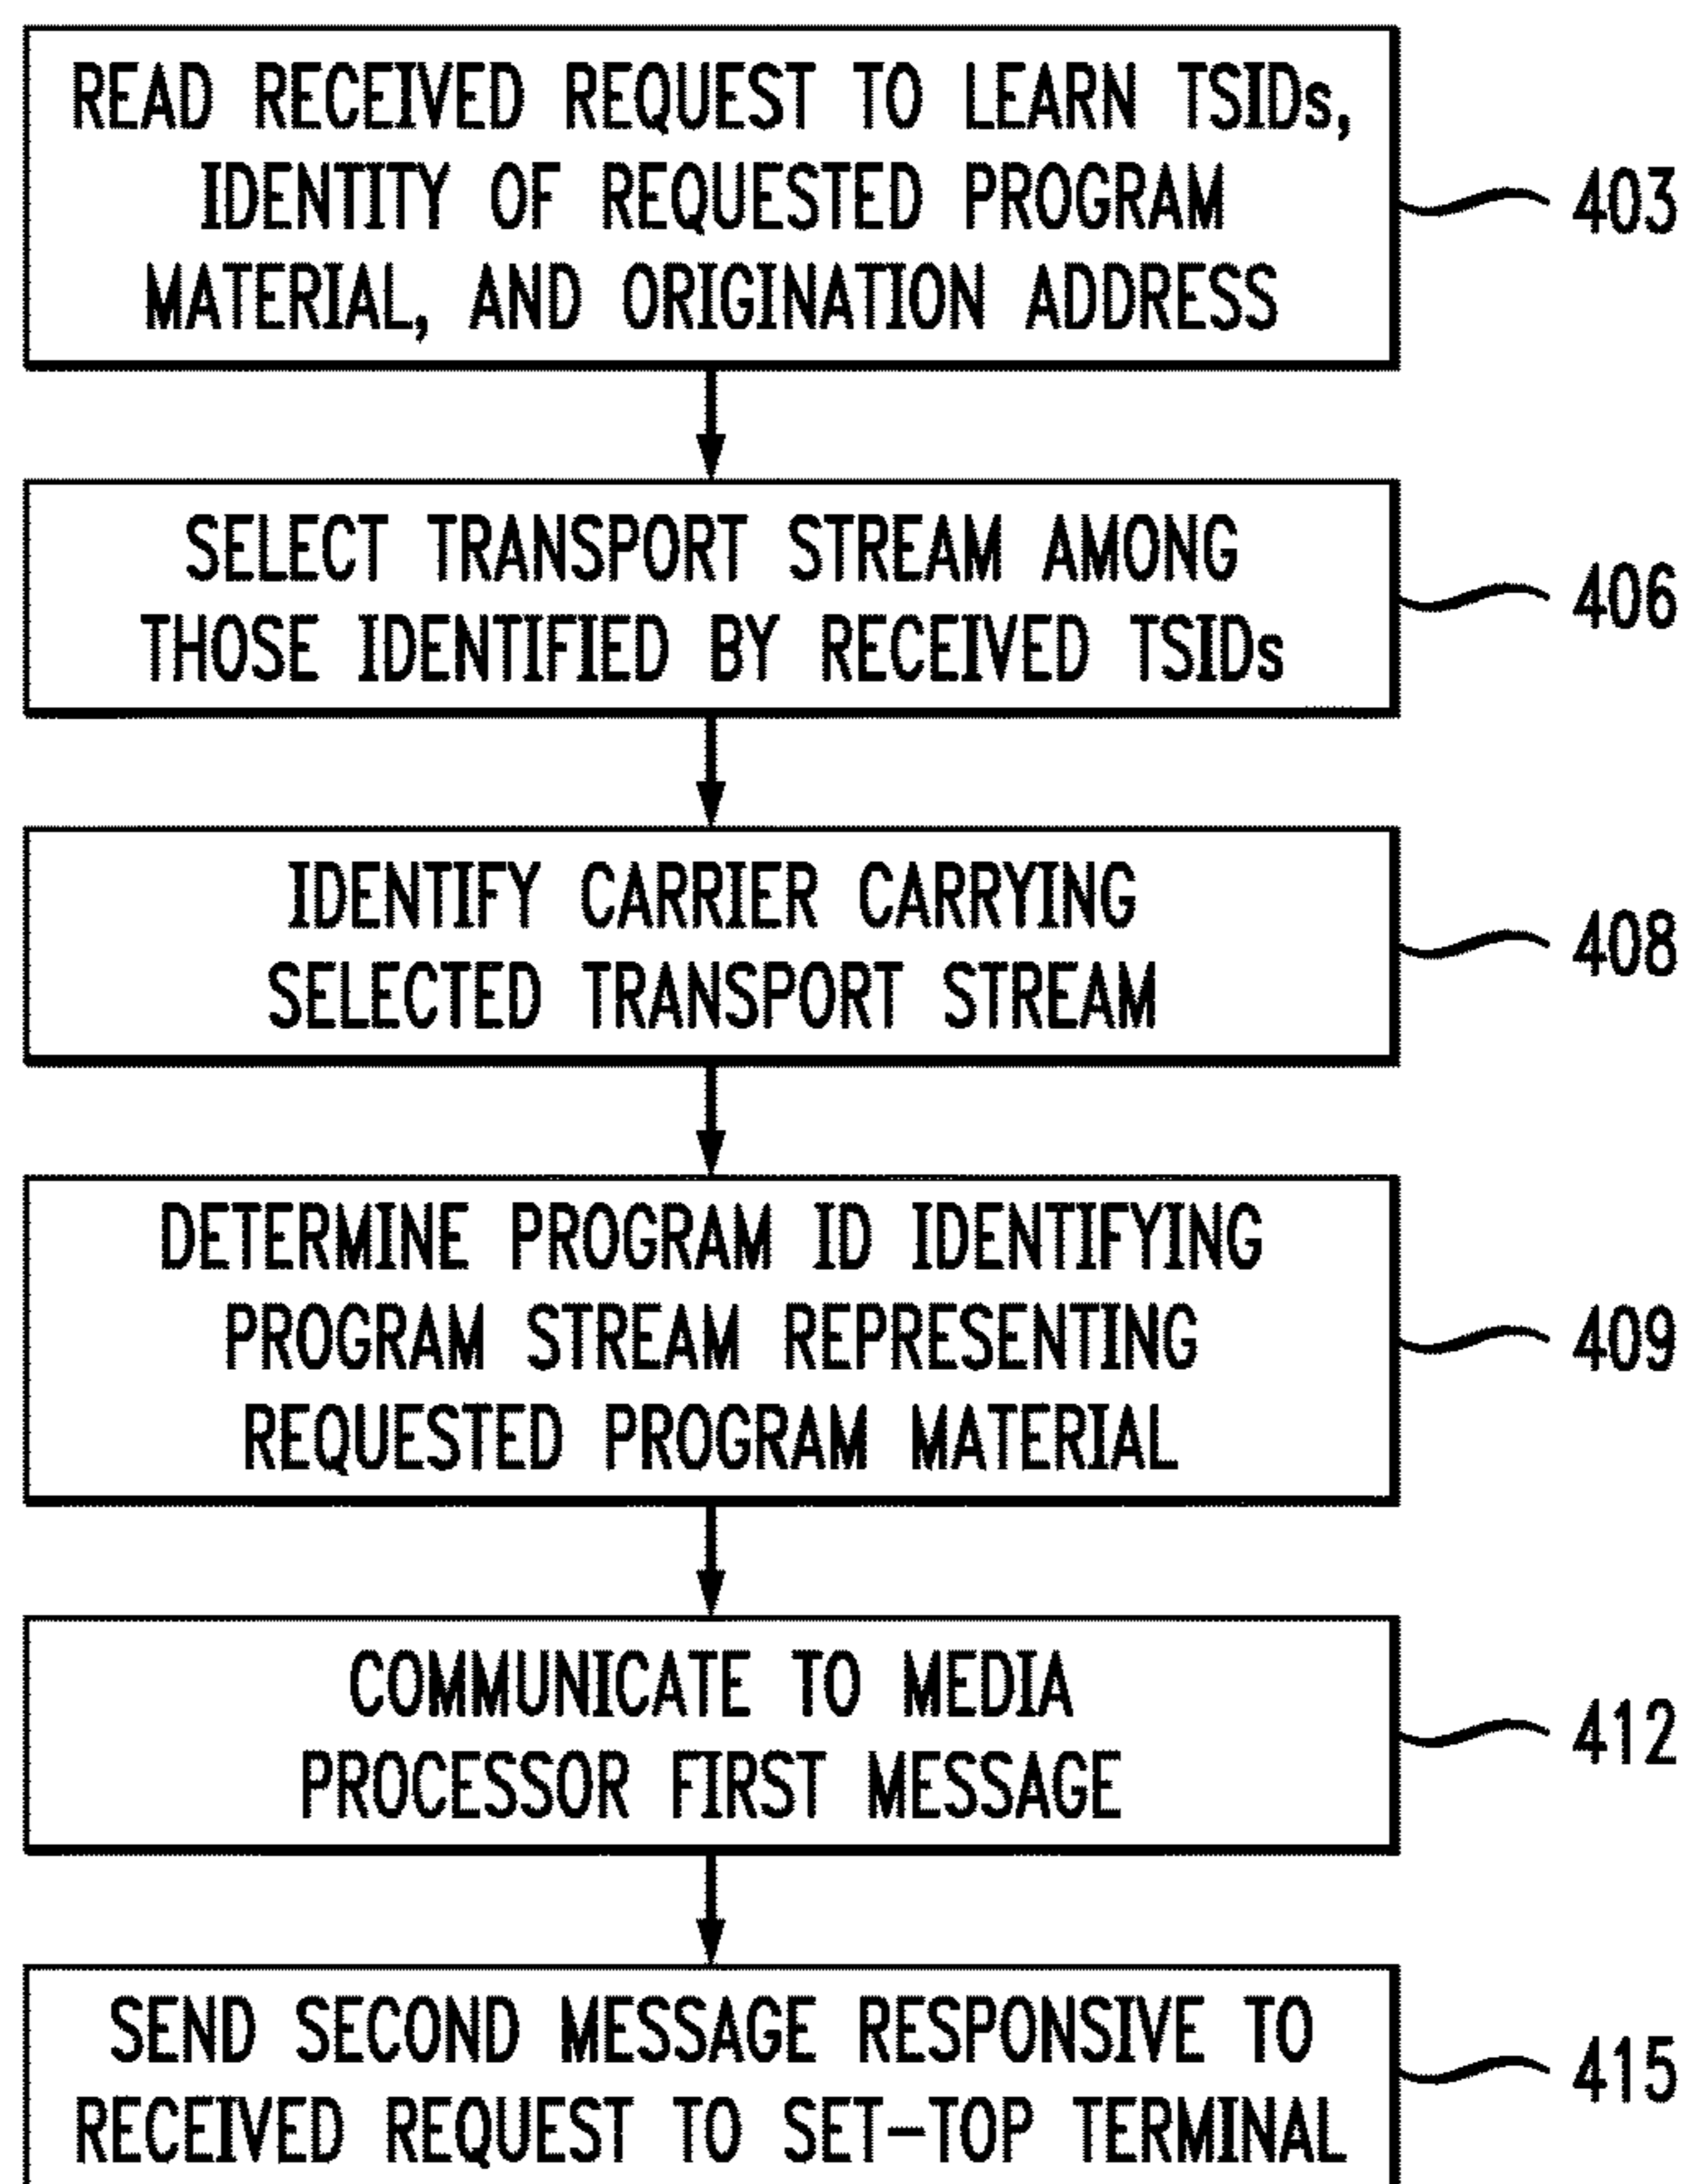 READ RECEIVED REQUEST TO LEARN TSIDs,
IDENTITY OF REQUESTED PROGRAM
MATERIAL, AND ORIGINATION ADDRESS
403
SELECT TRANSPORT STREAM AMONG
THOSE IDENTIFIED BY RECEIVED TSIDs
406
IDENTIFY CARRIER CARRYING
SELECTED TRANSPORT STREAM
408
DETERMINE PROGRAM ID IDENTIFYING
PROGRAM STREAM REPRESENTING
REQUESTED PROGRAM MATERIAL
409
COMMUNICATE TO MEDIA
PROCESSOR FIRST MESSAGE
412
SEND SECOND MESSAGE RESPONSIVE TO
RECEIVED REQUEST TO SET-TOP TERMINAL
415